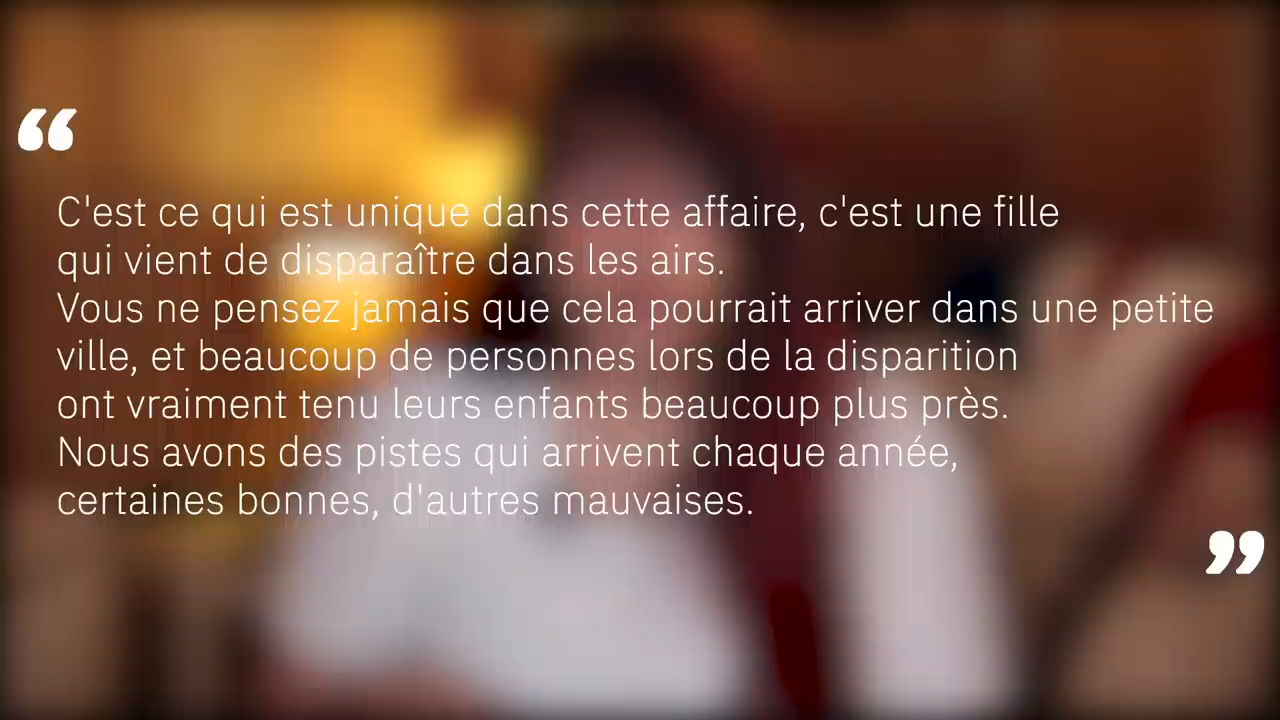 “
C'est ce qui est unique dans cette affaire, c'est une fille
qui vient de disparaître dans les airs.
Vous ne pensez jamais que cela pourrait arriver dans une petite
ville, et beaucoup de personnes lors de la disparition
ont vraiment tenu leurs enfants beaucoup plus près.
Nous avons des pistes qui arrivent chaque année,
certaines bonnes, d'autres mauvaises.
”